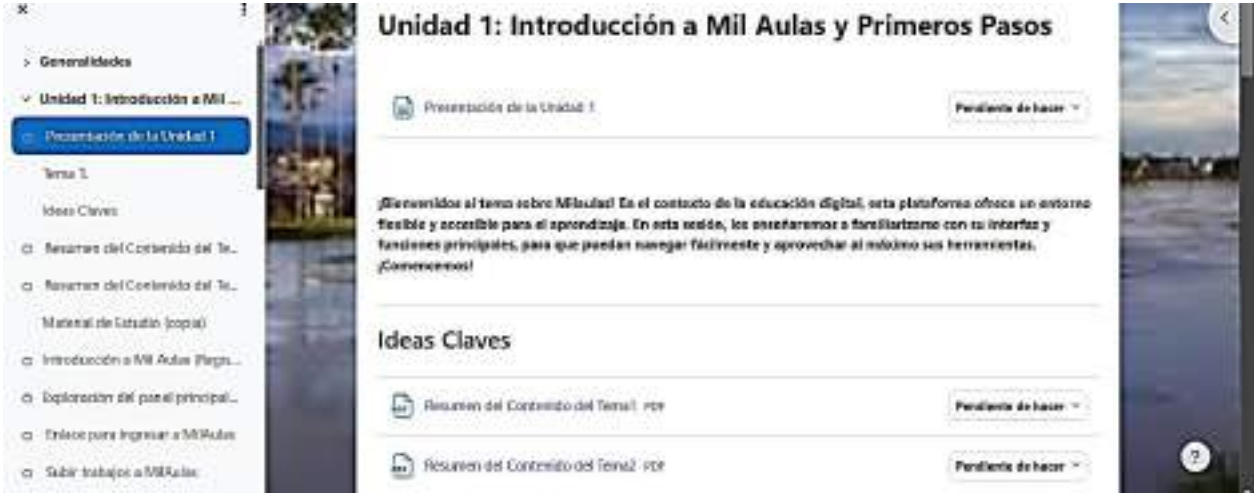 Generalidades
Unidad 1: Introducción a Mil ...
Presentación de la Unidad 1
Tema 1.
Ideas Claves
Resumen del Contenido del Te...
Resumen del Contenido del Te...
Material de Estudio (copia)
Introducción a Mil Aulas (Regis...
Exploración del panel principal...
Enlace para ingresar a MilAulas
Subir trabajos a MilAulas
Unidad 1: Introducción a Mil Aulas y Primeros Pasos
Presentación de la Unidad 1
Pendiente de hacer
¡Bienvenidos al tema sobre Milaulas! En el contexto de la educación digital, esta plataforma ofrece un entorno
flexible y accesible para el aprendizaje. En esta sesión, les enseñaremos a familiarizarse con su interfaz y
funciones principales, para que puedan navegar fácilmente y aprovechar al máximo sus herramientas.
¡Comencemos!
Ideas Claves
Resumen del Contenido del Tema1 PDF
Pendiente de hacer
Resumen del Contenido del Tema2 PDF
Pendiente de hacer
?